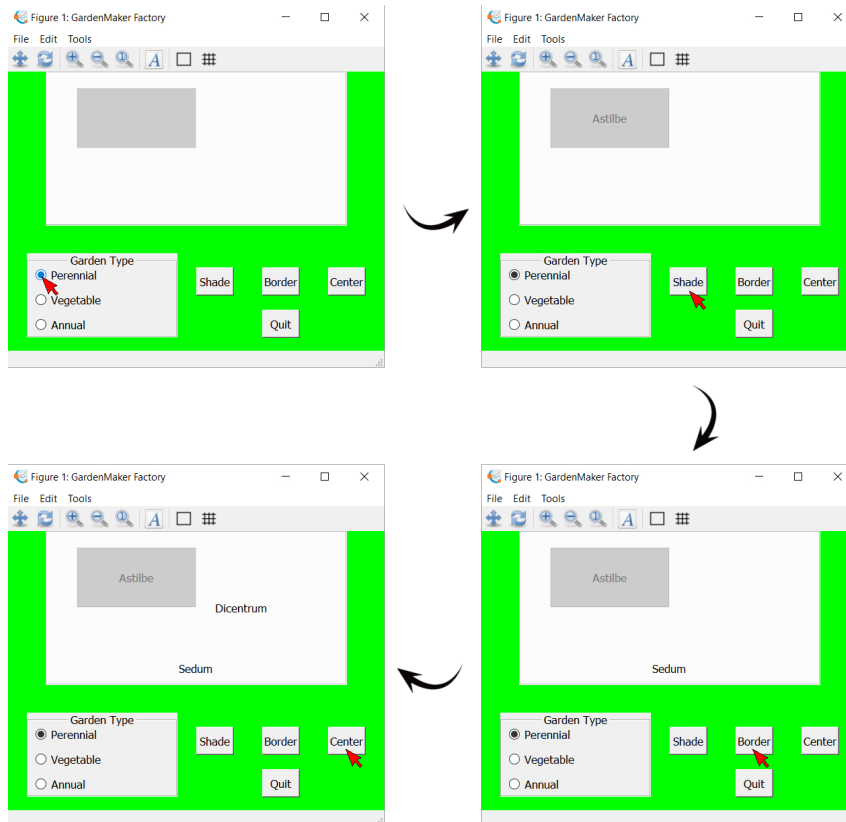 Figure 1: GardenMaker Factory
File Edit Tools
A
Garden Type
Perennial
Vegetable
Annual
Shade
Border
Center
Quit
Figure 1: GardenMaker Factory
File Edit Tools
A
Astilbe
Garden Type
Perennial
Vegetable
Annual
Shade
Border
Center
Quit
Figure 1: GardenMaker Factory
File Edit Tools
A
Astilbe
Dicentrum
Sedum
Garden Type
Perennial
Vegetable
Annual
Shade
Border
Center
Quit
Figure 1: GardenMaker Factory
File Edit Tools
A
Astilbe
Sedum
Garden Type
Perennial
Vegetable
Annual
Shade
Border
Center
Quit